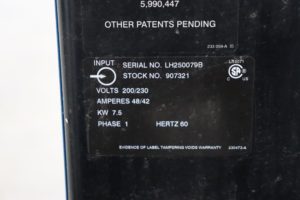 5,990,447
OTHER PATENTS PENDING
INPUT
SERIAL NO. LH250079B
STOCK NO. 907321
VOLTS 200/230
AMPERES 48/42
KW 7.5
PHASE 1 HERTZ 60
EVIDENCE OF LABEL TAMPERING VOIDS WARRANTY